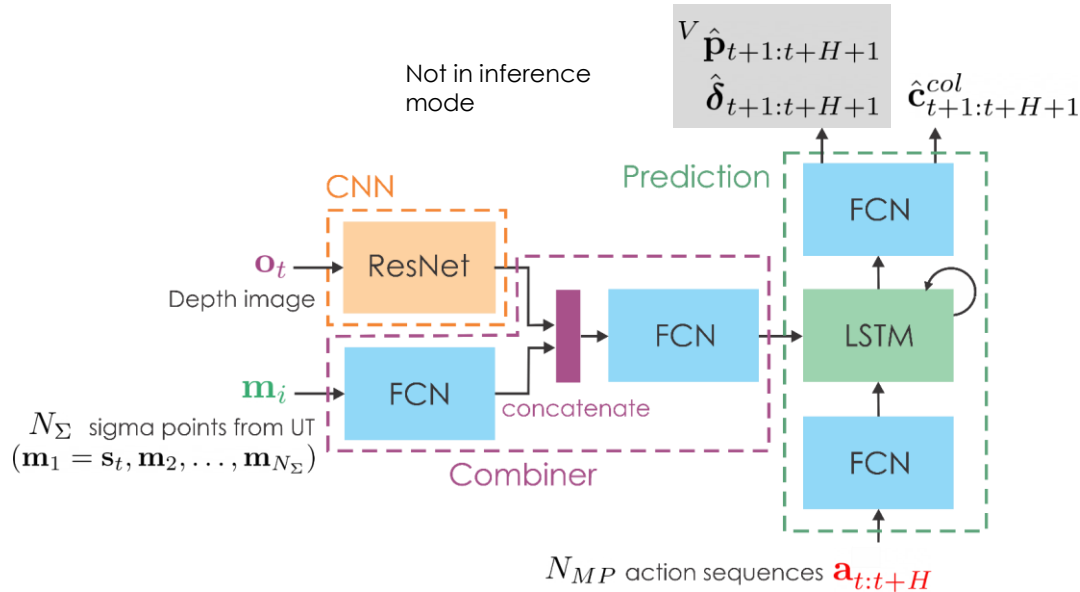 Not in inference
mode
^V p̂_{t+1:t+H+1}
δ̂_{t+1:t+H+1}
ĉ^{col}_{t+1:t+H+1}
Prediction
CNN
FCN
ResNet
o_t
Depth image
LSTM
FCN
m_i
FCN
concatenate
N_Σ sigma points from UT
(m_1 = s_t, m_2, . . . , m_{N_Σ})
Combiner
FCN
N_{MP} action sequences a_{t:t+H}